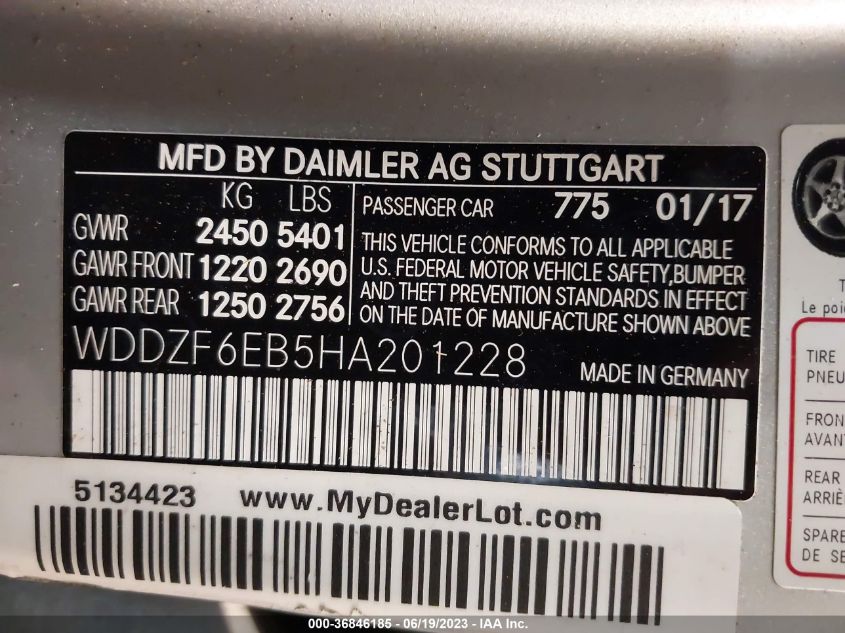 MFD BY DAIMLER AG STUTTGART
KG LBS
GVWR 2450 5401
GAWR FRONT 1220 2690
GAWR REAR 1250 2756
PASSENGER CAR 775 01/17
THIS VEHICLE CONFORMS TO ALL APPLICABLE
U.S. FEDERAL MOTOR VEHICLE SAFETY,BUMPER
AND THEFT PREVENTION STANDARDS IN EFFECT
ON THE DATE OF MANUFACTURE SHOWN ABOVE
WDDZF6EB5HA201228
MADE IN GERMANY
5134423 www.MyDealerLot.com
Le poi
TIRE
PNEU
FRON
AVAN
REAR
ARRIÈ
SPARE
DE SE
000-36846185 - 06/19/2023 - IAA Inc.